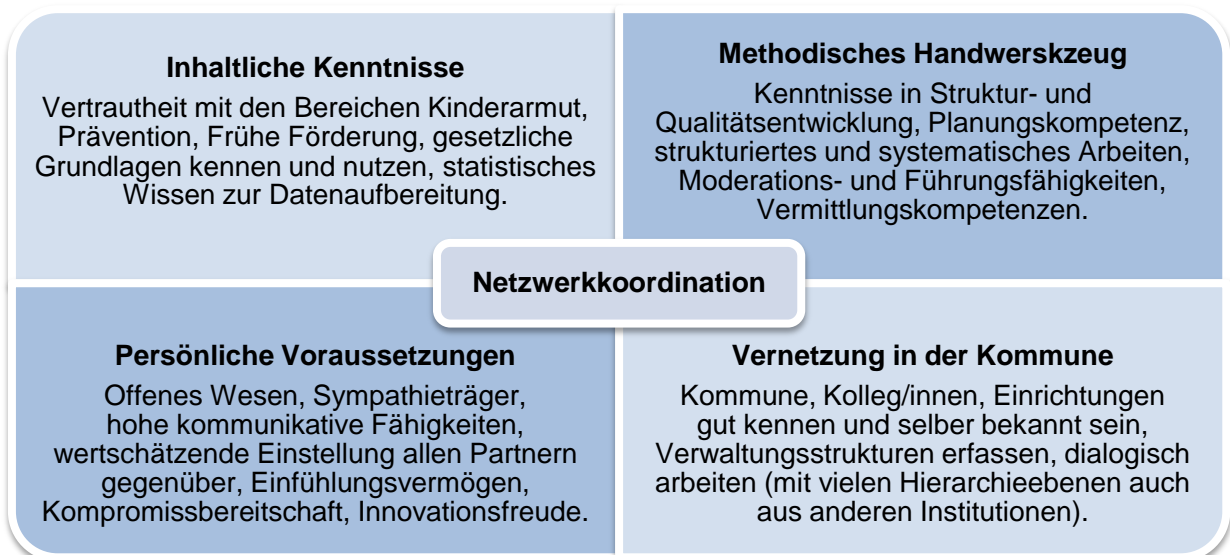 Inhaltliche Kenntnisse
Vertrautheit mit den Bereichen Kinderarmut,
Prävention, Frühe Förderung, gesetzliche
Grundlagen kennen und nutzen, statistisches
Wissen zur Datenaufbereitung.
Methodisches Handwerskzeug
Kenntnisse in Struktur- und
Qualitätsentwicklung, Planungskompetenz,
strukturiertes und systematisches Arbeiten,
Moderations- und Führungsfähigkeiten,
Vermittlungskompetenzen.
Netzwerkkoordination
Persönliche Voraussetzungen
Offenes Wesen, Sympathieträger,
hohe kommunikative Fähigkeiten,
wertschätzende Einstellung allen Partnern
gegenüber, Einfühlungsvermögen,
Kompromissbereitschaft, Innovationsfreude.
Vernetzung in der Kommune
Kommune, Kolleg/innen, Einrichtungen
gut kennen und selber bekannt sein,
Verwaltungsstrukturen erfassen, dialogisch
arbeiten (mit vielen Hierarchieebenen auch
aus anderen Institutionen).